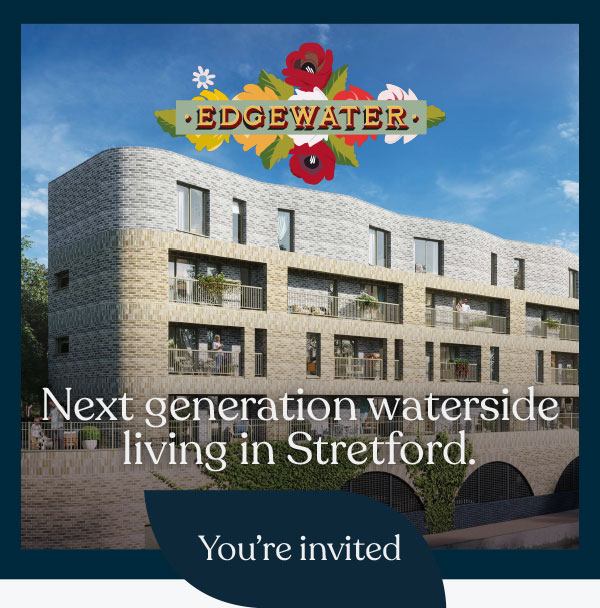 · EDGEWATER ·
Next generation waterside
living in Stretford.
You’re invited